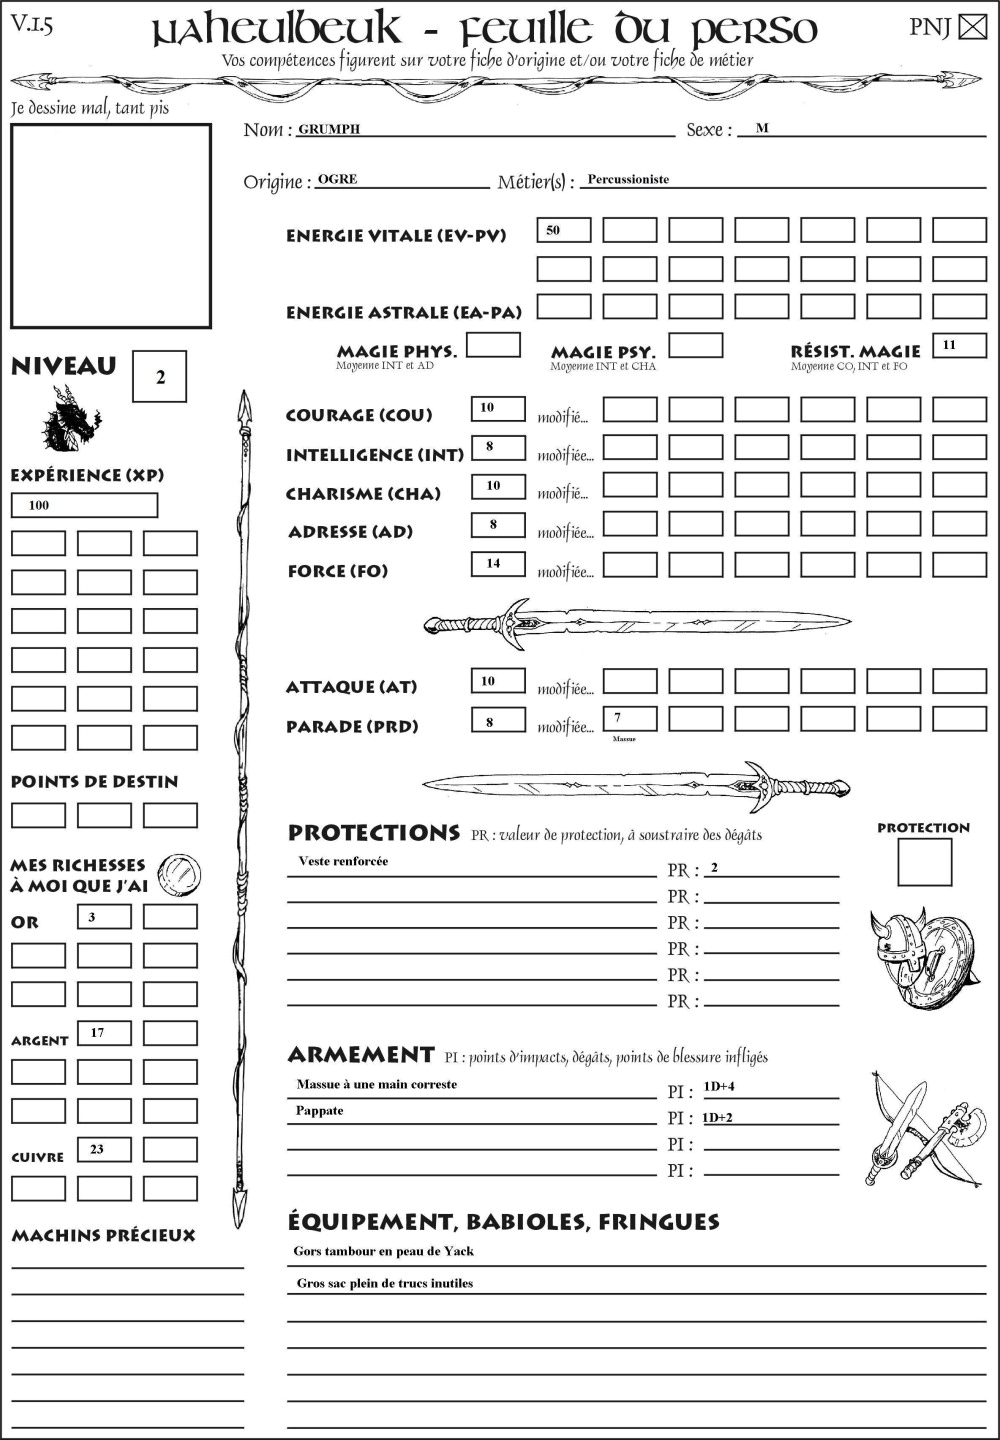 V.1.5
Naheulbeuk - feuille du perso
PNJ
Vos compétences figurent sur votre fiche d'origine et/ou votre fiche de métier
Je dessine mal, tant pis
Nom : GRUMPH
Sexe : M
Origine : OGRE
Métier(s) : Percussioniste
ENERGIE VITALE (EV-PV) 50
ENERGIE ASTRALE (EA-PA)
MAGIE PHYS.
Moyenne INT et AD
MAGIE PSY.
Moyenne INT et CHA
RÉSIST. MAGIE 11
Moyenne CO, INT et FO
NIVEAU 2
EXPÉRIENCE (XP)
100
COURAGE (COU) 10 modifié...
INTELLIGENCE (INT) 8 modifiée...
CHARISME (CHA) 10 modifié...
ADRESSE (AD) 8 modifiée...
FORCE (FO) 14 modifiée...
ATTAQUE (AT) 10 modifiée...
PARADE (PRD) 8 modifiée... 7
Massue
POINTS DE DESTIN
MES RICHESSES
À MOI QUE J'AI
OR 3
ARGENT 17
CUIVRE 23
MACHINS PRÉCIEUX
PROTECTIONS PR : valeur de protection, à soustraire des dégâts
PROTECTION
Veste renforcée PR : 2
PR :
PR :
PR :
PR :
PR :
ARMEMENT PI : points d'impacts, dégâts, points de blessure infligés
Massue à une main correste PI : 1D+4
Pappate PI : 1D+2
PI :
PI :
ÉQUIPEMENT, BABIOLES, FRINGUES
Gors tambour en peau de Yack
Gros sac plein de trucs inutiles